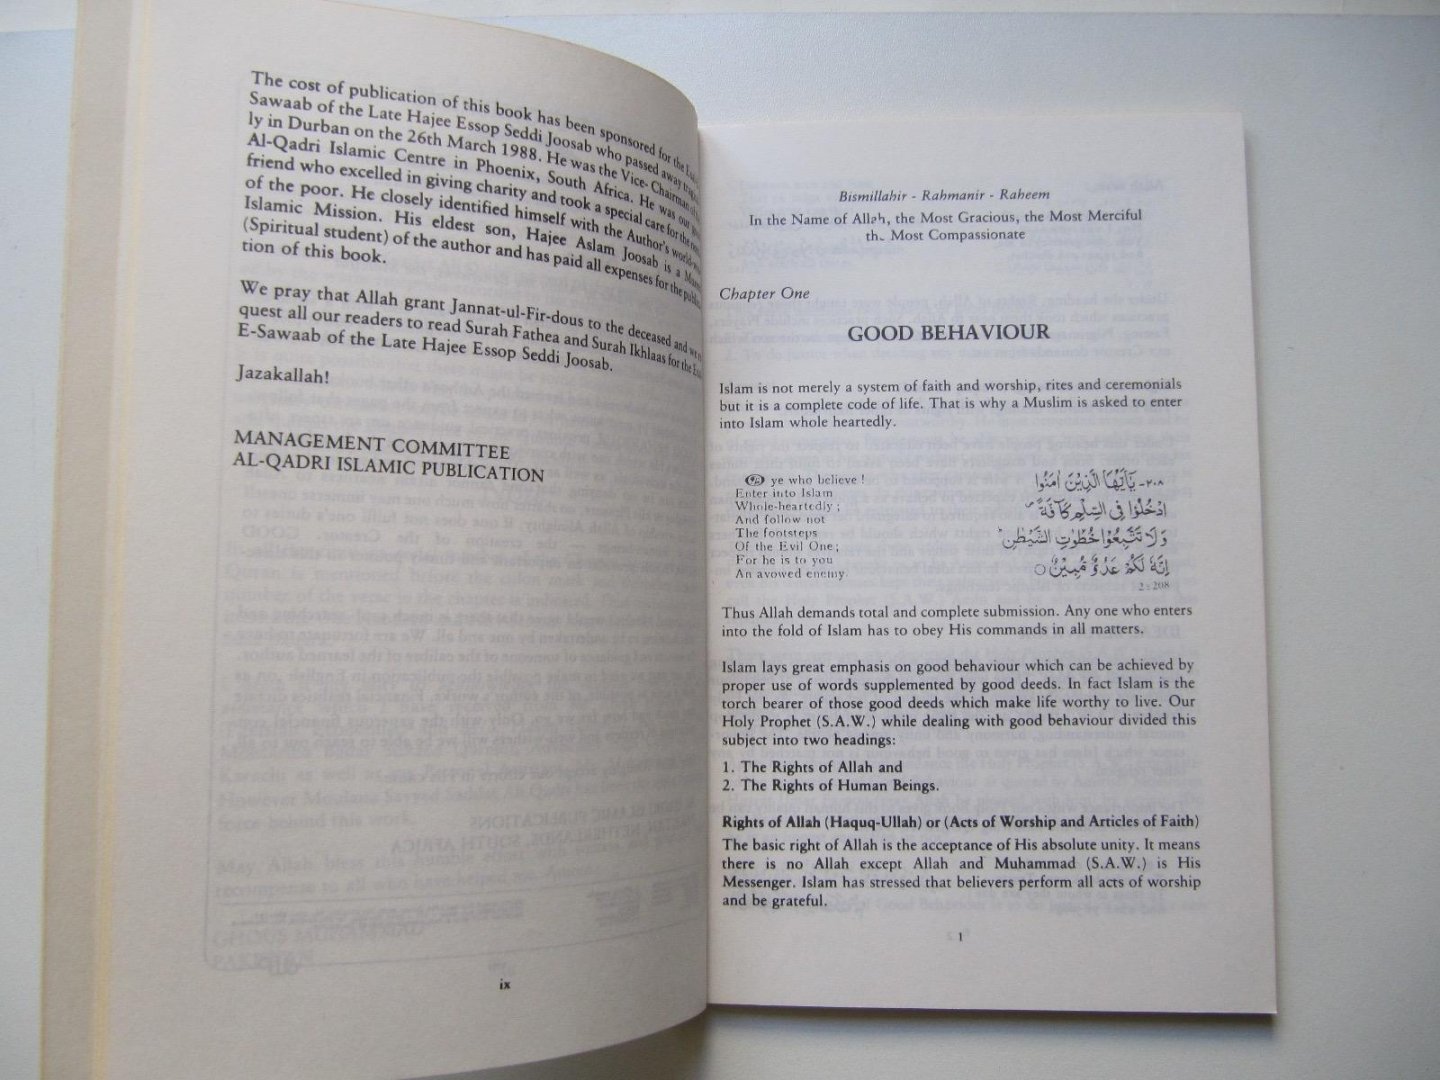 The cost of publication of this book has been sponsored for the
Sawaab of the Late Hajee Essop Seddi Joosab who passed away
ly in Durban on the 26th March 1988. He was the Vice-Chairman
Al-Qadri Islamic Centre in Phoenix, South Africa. He was our
friend who excelled in giving charity and took a special care for the
of the poor. He closely identified himself with the Author's
Islamic Mission. His eldest son, Hajee Aslam Joosab is a
(Spiritual student) of the author and has paid all expenses for the
tion of this book.
We pray that Allah grant Jannat-ul-Fir-dous to the deceased and we
quest all our readers to read Surah Fathea and Surah Ikhlaas for the
E-Sawaab of the Late Hajee Essop Seddi Joosab.
Jazakallah!
MANAGEMENT COMMITTEE
AL-QADRI ISLAMIC PUBLICATION
ix
Bismillahir - Rahmanir - Raheem
In the Name of Allah, the Most Gracious, the Most Merciful
the Most Compassionate
Chapter One
GOOD BEHAVIOUR
Islam is not merely a system of faith and worship, rites and ceremonials
but it is a complete code of life. That is why a Muslim is asked to enter
into Islam whole heartedly.
O ye who believe !
Enter into Islam
Whole-heartedly ;
And follow not
The footsteps
Of the Evil One;
For he is to you
An avowed enemy
٢٠٨- يٰۤاَيُّهَا الَّذِيْنَ اٰمَنُوا
ادْخُلُوْا فِى السِّلْمِ كَآفَّةً
وَلَا تَتَّبِعُوْا خُطُوٰتِ الشَّيْطٰنِ
اِنَّهٗ لَكُمْ عَدُوٌّ مُّبِيْنٌ ○
2 : 208
Thus Allah demands total and complete submission. Any one who enters
into the fold of Islam has to obey His commands in all matters.
Islam lays great emphasis on good behaviour which can be achieved by
proper use of words supplemented by good deeds. In fact Islam is the
torch bearer of those good deeds which make life worthy to live. Our
Holy Prophet (S.A.W.) while dealing with good behaviour divided this
subject into two headings:
1. The Rights of Allah and
2. The Rights of Human Beings.
Rights of Allah (Haquq-Ullah) or (Acts of Worship and Articles of Faith)
The basic right of Allah is the acceptance of His absolute unity. It means
there is no Allah except Allah and Muhammad (S.A.W.) is His
Messenger. Islam has stressed that believers perform all acts of worship
and be grateful.
1